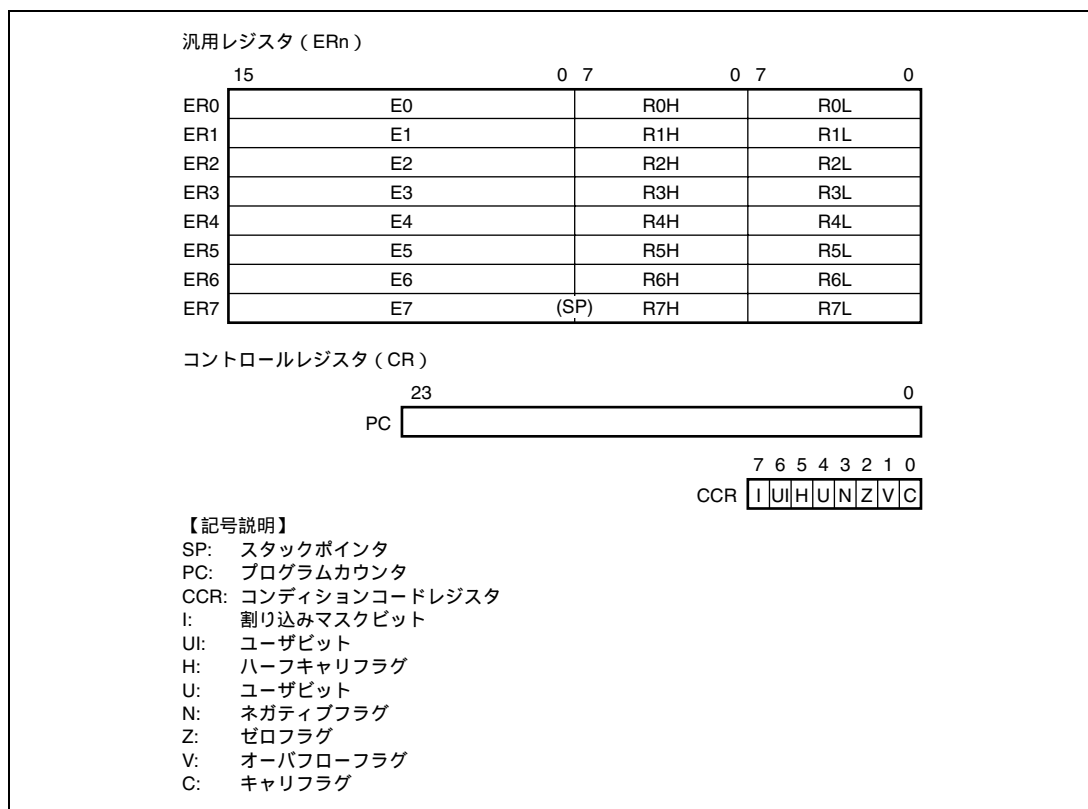 汎用レジスタ（ERn）
15 0 7 0 7 0
ER0 E0 R0H R0L
ER1 E1 R1H R1L
ER2 E2 R2H R2L
ER3 E3 R3H R3L
ER4 E4 R4H R4L
ER5 E5 R5H R5L
ER6 E6 R6H R6L
ER7 E7 (SP) R7H R7L
コントロールレジスタ（CR）
23 0
PC
7 6 5 4 3 2 1 0
CCR I UI H U N Z V C
【記号説明】
SP: スタックポインタ
PC: プログラムカウンタ
CCR: コンディションコードレジスタ
I: 割り込みマスクビット
UI: ユーザビット
H: ハーフキャリフラグ
U: ユーザビット
N: ネガティブフラグ
Z: ゼロフラグ
V: オーバフローフラグ
C: キャリフラグ